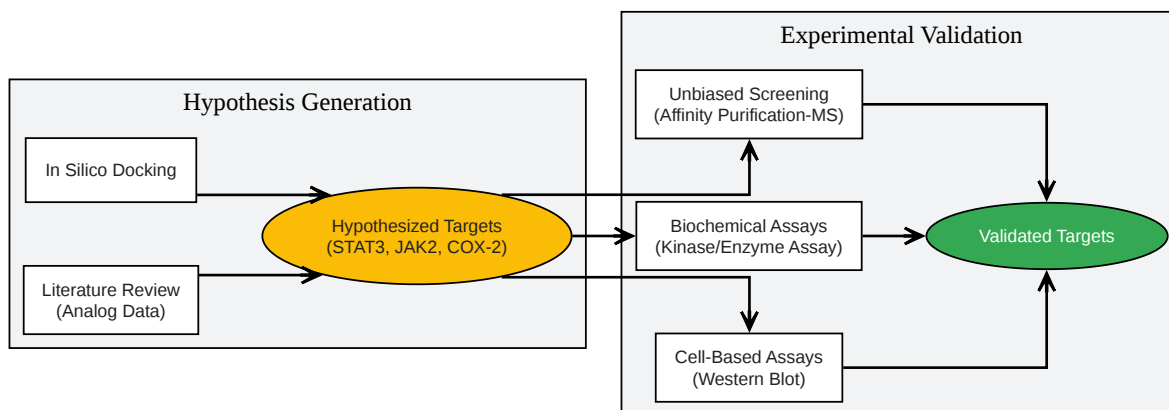 Hypothesis Generation
In Silico Docking
Literature Review
(Analog Data)
Hypothesized Targets
(STAT3, JAK2, COX-2)
Experimental Validation
Unbiased Screening
(Affinity Purification-MS)
Biochemical Assays
(Kinase/Enzyme Assay)
Cell-Based Assays
(Western Blot)
Validated Targets